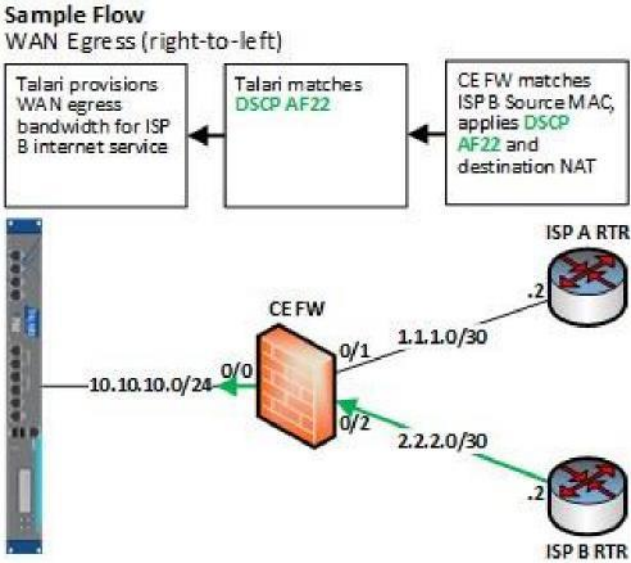 Sample Flow
WAN Egress (right-to-left)
Talari provisions
WAN egress
bandwidth for ISP
B internet service
Talari matches
DSCP AF22
CE FW matches
ISP B Source MAC,
applies DSCP
AF22 and
destination NAT
ISP A RTR
.2
CE FW
1.1.1.0/30
0/1
0/0
10.10.10.0/24
0/2
2.2.2.0/30
.2
ISP B RTR